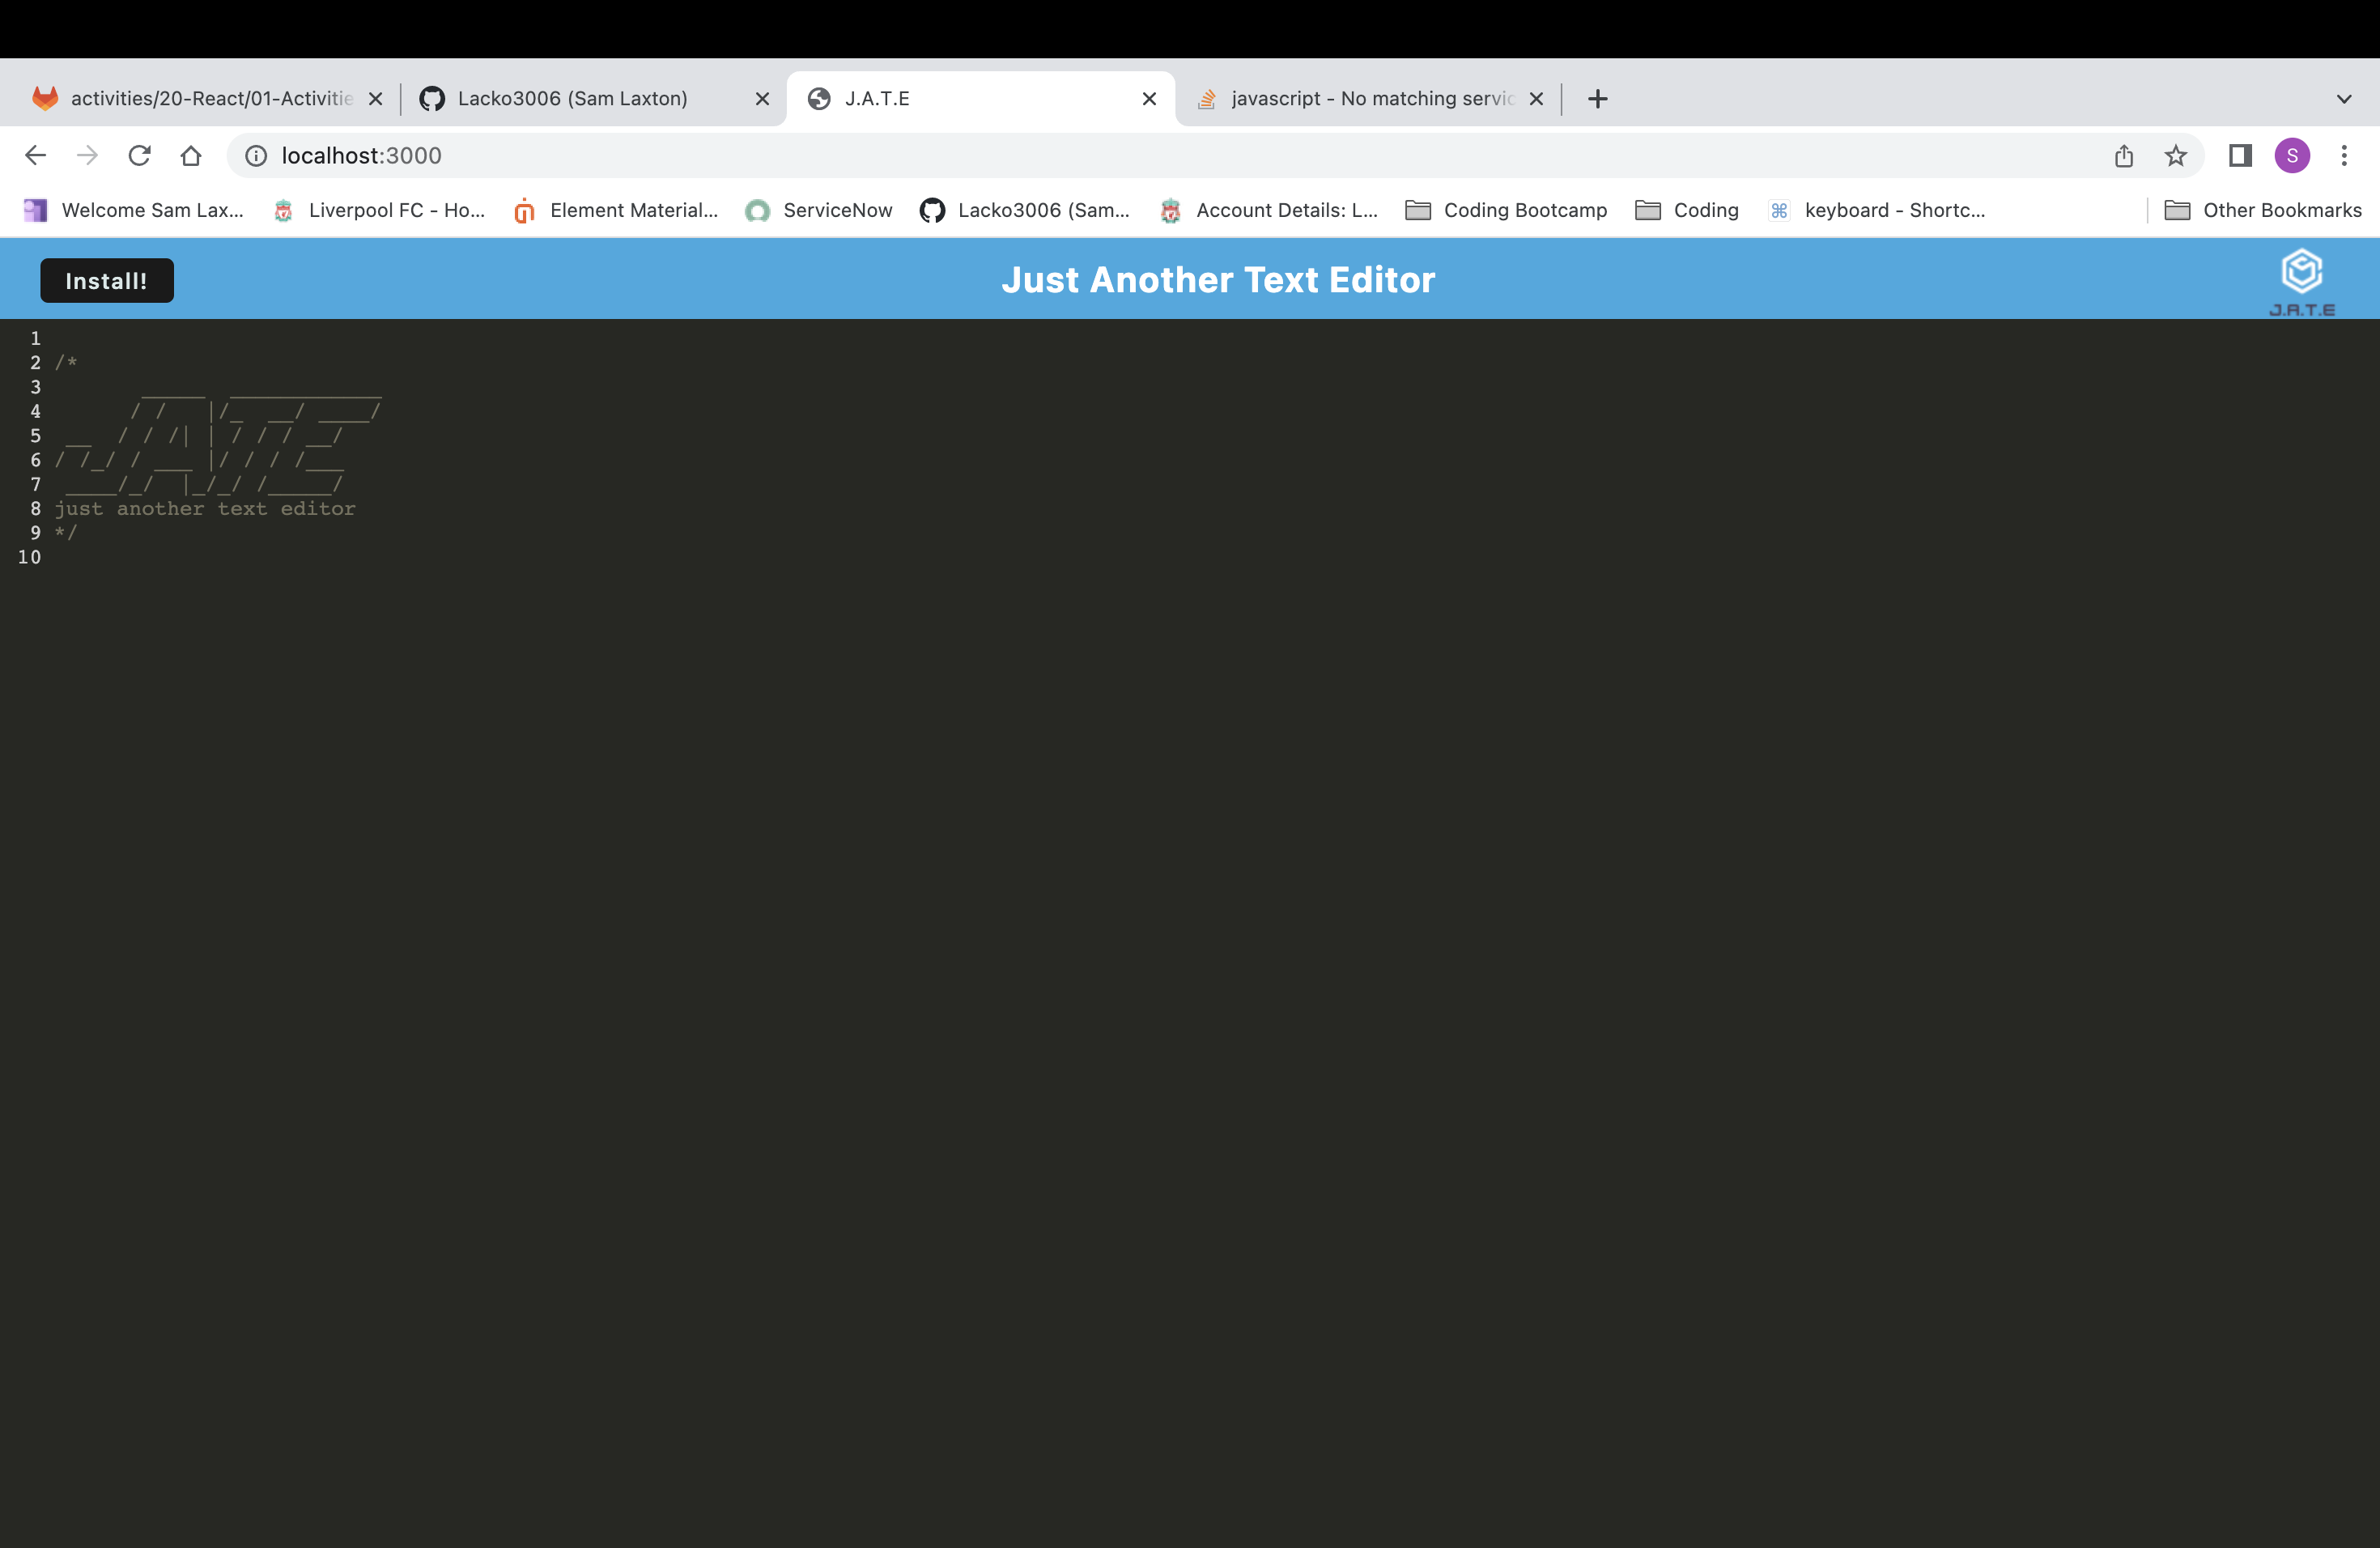 activities/20-React/01-Activitie
Lacko3006 (Sam Laxton)
J.A.T.E
javascript - No matching servic
localhost:3000
S
Welcome Sam Lax...
Liverpool FC - Ho...
Element Material...
ServiceNow
Lacko3006 (Sam...
Account Details: L...
Coding Bootcamp
Coding
keyboard - Shortc...
Other Bookmarks
Install!
Just Another Text Editor
J.A.T.E
1
2 /*
3      _____  ____________
4      / /   |/_  __/ ____/
5 __  / / /| | / / / __/
6 / /_/ / ___ |/ / / /___
7 ____/_/  |_/_/ /_____/
8 just another text editor
9 */
10